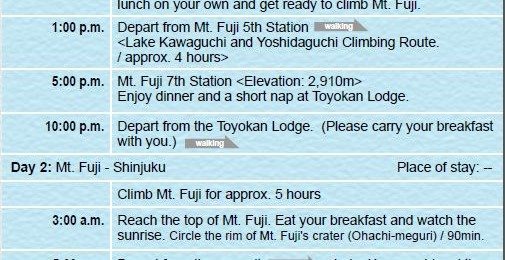 lunch on your own and get ready to climb Mt. Fuji.
1:00 p.m. Depart from Mt. Fuji 5th Station walking
<Lake Kawaguchi and Yoshidaguchi Climbing Route.
/ approx. 4 hours>
5:00 p.m. Mt. Fuji 7th Station <Elevation: 2,910m>
Enjoy dinner and a short nap at Toyokan Lodge.
10:00 p.m. Depart from the Toyokan Lodge. (Please carry your breakfast
with you.) walking
Day 2: Mt. Fuji - Shinjuku Place of stay: --
Climb Mt. Fuji for approx. 5 hours
3:00 a.m. Reach the top of Mt. Fuji. Eat your breakfast and watch the
sunrise. Circle the rim of Mt. Fuji's crater (Ohachi-meguri) / 90min.